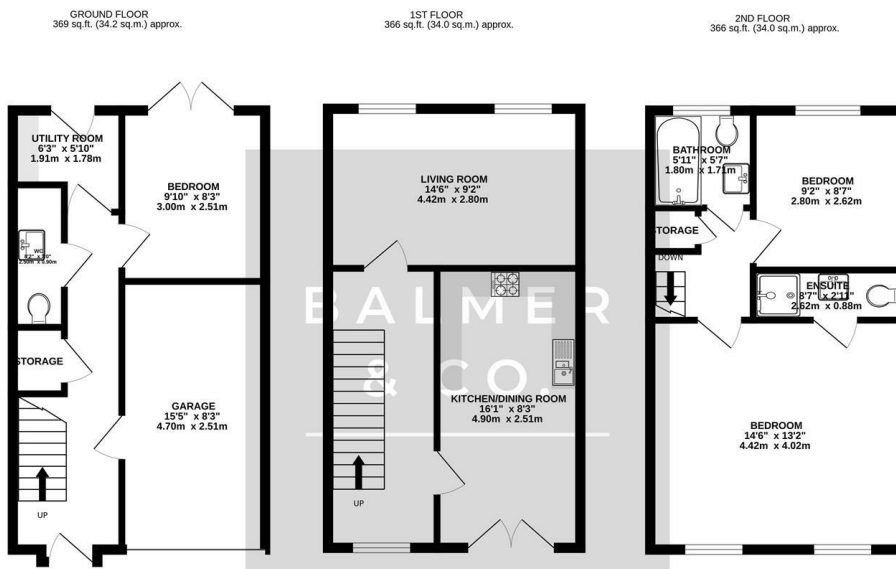 GROUND FLOOR
369 sq.ft. (34.2 sq.m.) approx.
1ST FLOOR
366 sq.ft. (34.0 sq.m.) approx.
2ND FLOOR
366 sq.ft. (34.0 sq.m.) approx.
UTILITY ROOM
6'3" x 5'10"
1.91m x 1.78m
BEDROOM
9'10" x 8'3"
3.00m x 2.51m
WC
STORAGE
GARAGE
15'5" x 8'3"
4.70m x 2.51m
UP
LIVING ROOM
14'6" x 9'2"
4.42m x 2.80m
KITCHEN/DINING ROOM
16'1" x 8'3"
4.90m x 2.51m
UP
BATHROOM
5'11" x 5'7"
1.80m x 1.71m
BEDROOM
9'2" x 8'7"
2.80m x 2.62m
STORAGE
DOWN
ENSUITE
8'7" x 2'11"
2.62m x 0.88m
BEDROOM
14'6" x 13'2"
4.42m x 4.02m
BALMER
& CO.